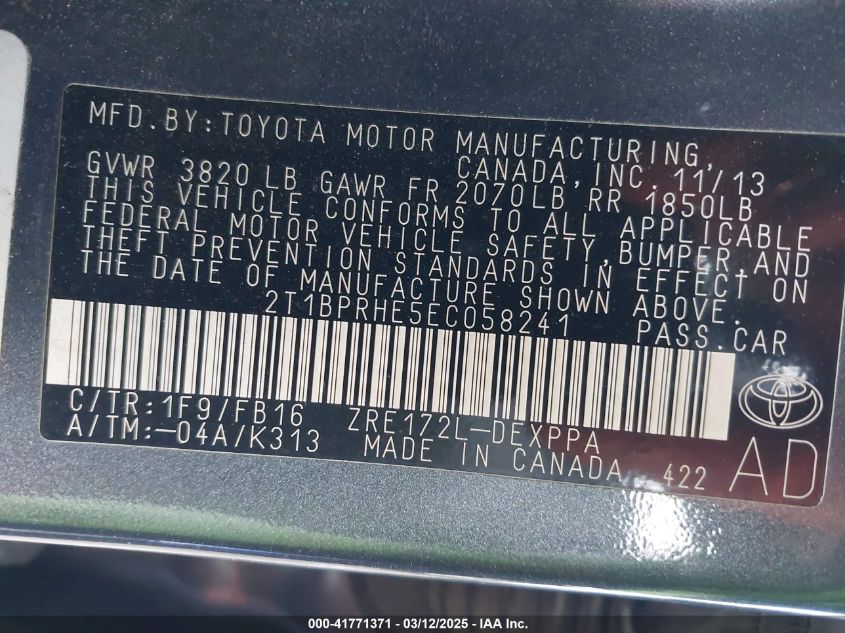 MFD.BY:TOYOTA MOTOR MANUFACTURING,
CANADA, INC. 11/13
GVWR 3820 LB GAWR FR 2070LB RR 1850LB
THIS VEHICLE CONFORMS TO ALL APPLICABLE
FEDERAL MOTOR VEHICLE SAFETY,BUMPER,AND
THEFT PREVENTION STANDARDS IN EFFECT ON
THE DATE OF MANUFACTURE SHOWN ABOVE.
2T1BPRHE5EC058241 PASS.CAR
C/TR:1F9/FB16 ZRE172L-DEXPPA
A/TM:-04A/K313 MADE IN CANADA 422
AD
000-41771371 - 03/12/2025 - IAA Inc.